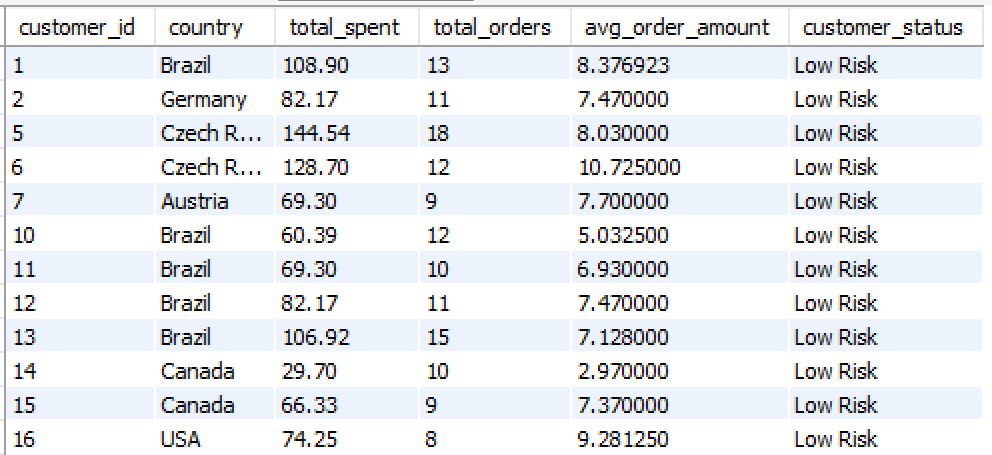 customer_id country total_spent total_orders avg_order_amount customer_status
1 Brazil 108.90 13 8.376923 Low Risk
2 Germany 82.17 11 7.470000 Low Risk
5 Czech R... 144.54 18 8.030000 Low Risk
6 Czech R... 128.70 12 10.725000 Low Risk
7 Austria 69.30 9 7.700000 Low Risk
10 Brazil 60.39 12 5.032500 Low Risk
11 Brazil 69.30 10 6.930000 Low Risk
12 Brazil 82.17 11 7.470000 Low Risk
13 Brazil 106.92 15 7.128000 Low Risk
14 Canada 29.70 10 2.970000 Low Risk
15 Canada 66.33 9 7.370000 Low Risk
16 USA 74.25 8 9.281250 Low Risk